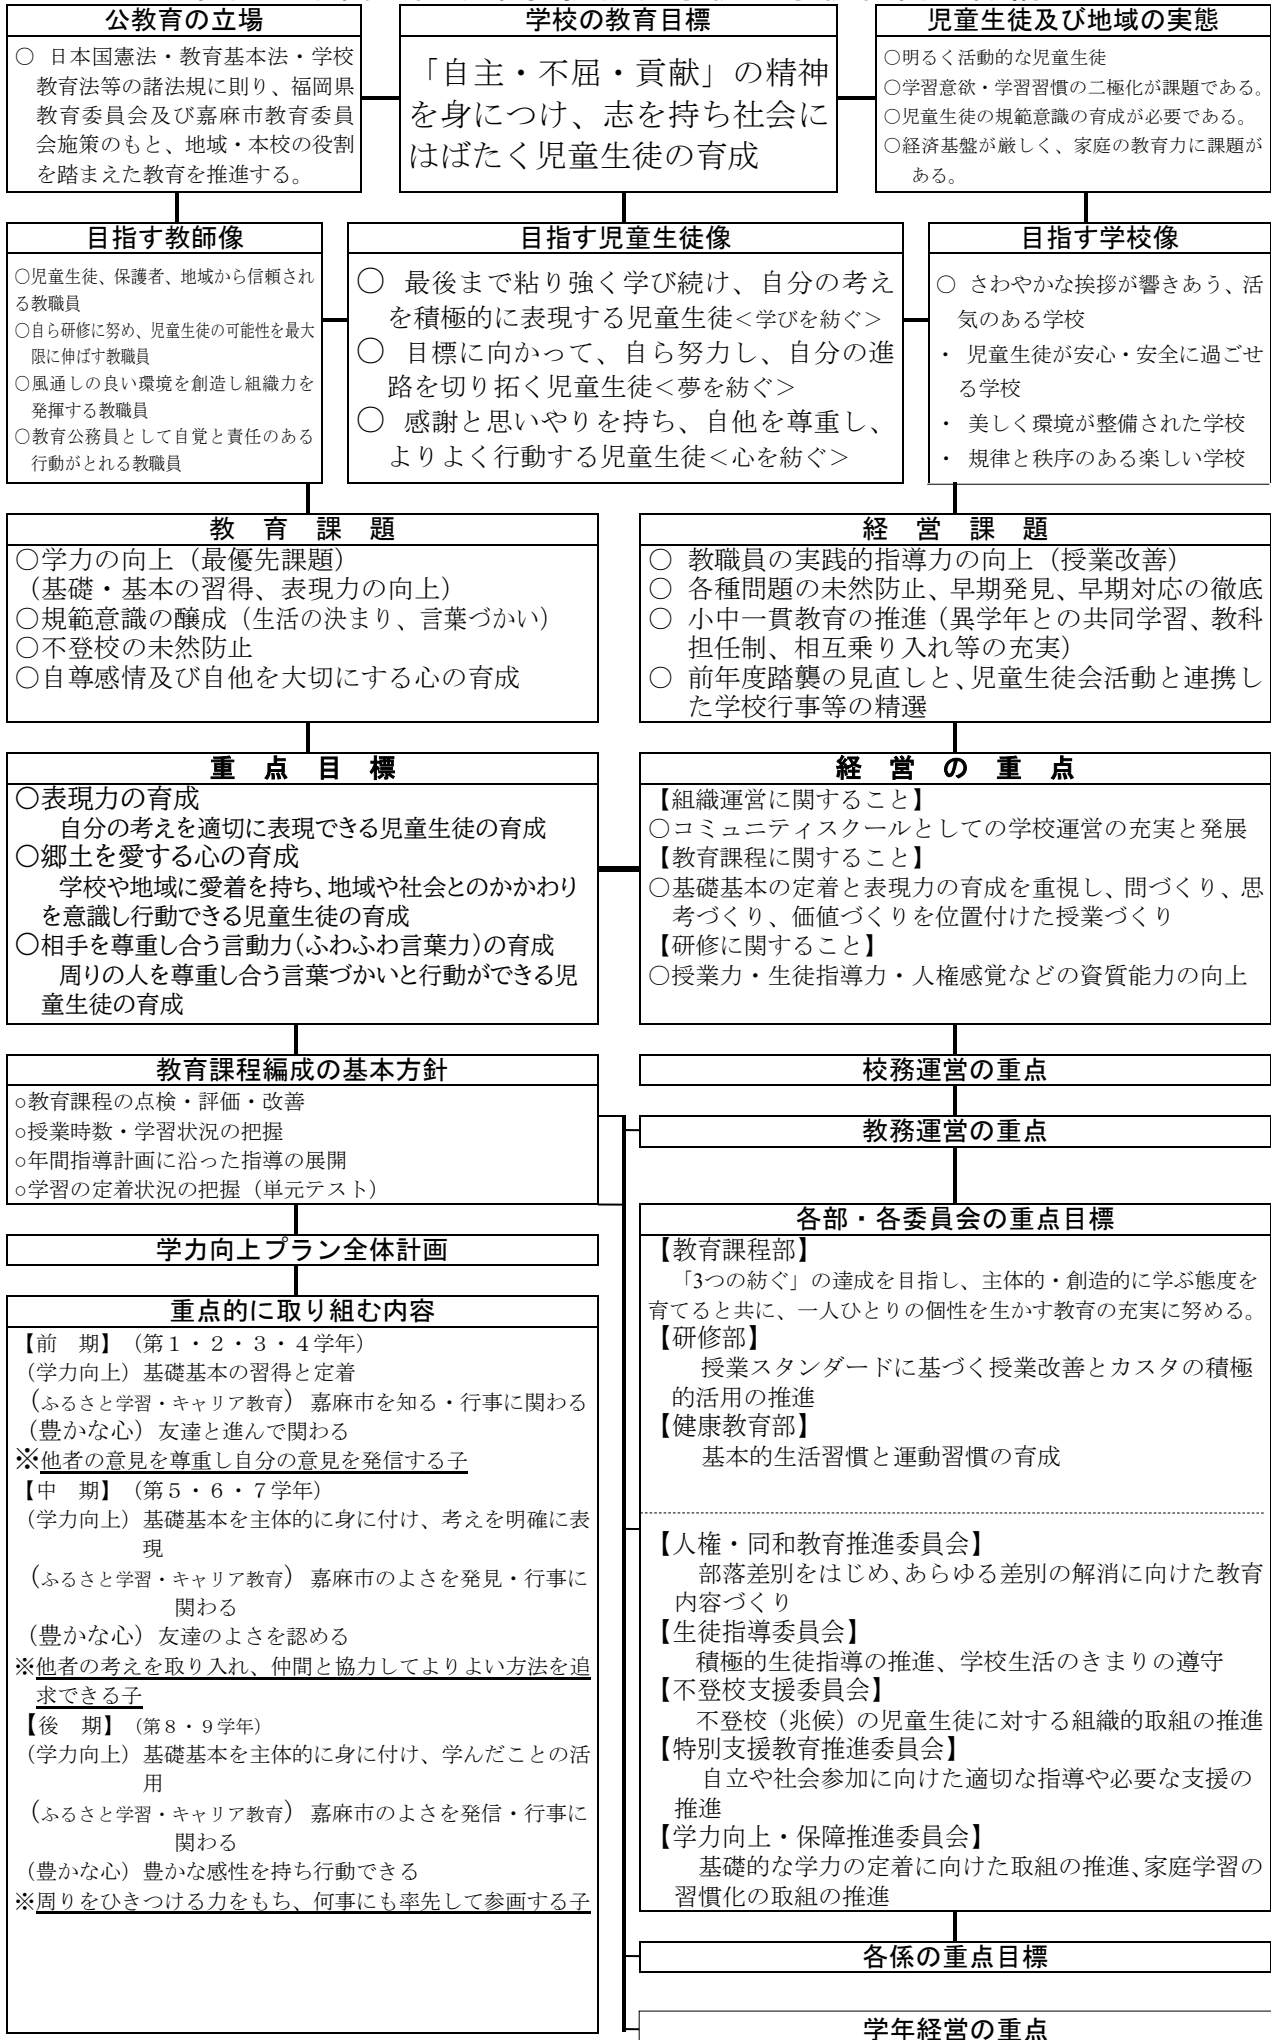 公教育の立場
○ 日本国憲法・教育基本法・学校
教育法等の諸法規に則り、福岡県
教育委員会及び嘉麻市教育委員
会施策のもと、地域・本校の役割
を踏まえた教育を推進する。
学校の教育目標
「自主・不屈・貢献」の精神
を身につけ、志を持ち社会に
はばたく児童生徒の育成
児童生徒及び地域の実態
○明るく活動的な児童生徒
○学習意欲・学習習慣の二極化が課題である。
○児童生徒の規範意識の育成が必要である。
○経済基盤が厳しく、家庭の教育力に課題が
ある。
目指す教師像
○児童生徒、保護者、地域から信頼され
る教職員
○自ら研修に努め、児童生徒の可能性を最大
限に伸ばす教職員
○風通しの良い環境を創造し組織力を
発揮する教職員
○教育公務員として自覚と責任のある
行動がとれる教職員
目指す児童生徒像
○ 最後まで粘り強く学び続け、自分の考え
を積極的に表現する児童生徒<学びを紡ぐ>
○ 目標に向かって、自ら努力し、自分の進
路を切り拓く児童生徒<夢を紡ぐ>
○ 感謝と思いやりを持ち、自他を尊重し、
よりよく行動する児童生徒<心を紡ぐ>
目指す学校像
○ さわやかな挨拶が響きあう、活
気のある学校
・ 児童生徒が安心・安全に過ごせ
る学校
・ 美しく環境が整備された学校
・ 規律と秩序のある楽しい学校
教 育 課 題
○学力の向上（最優先課題）
（基礎・基本の習得、表現力の向上）
○規範意識の醸成（生活の決まり、言葉づかい）
○不登校の未然防止
○自尊感情及び自他を大切にする心の育成
経 営 課 題
○ 教職員の実践的指導力の向上（授業改善）
○ 各種問題の未然防止、早期発見、早期対応の徹底
○ 小中一貫教育の推進（異学年との共同学習、教科
担任制、相互乗り入れ等の充実）
○ 前年度踏襲の見直しと、児童生徒会活動と連携し
た学校行事等の精選
重 点 目 標
○表現力の育成
自分の考えを適切に表現できる児童生徒の育成
○郷土を愛する心の育成
学校や地域に愛着を持ち、地域や社会とのかかわり
を意識し行動できる児童生徒の育成
○相手を尊重し合う言動力（ふわふわ言葉力）の育成
周りの人を尊重し合う言葉づかいと行動ができる児
童生徒の育成
経 営 の 重 点
【組織運営に関すること】
○コミュニティスクールとしての学校運営の充実と発展
【教育課程に関すること】
○基礎基本の定着と表現力の育成を重視し、問づくり、思
考づくり、価値づくりを位置付けた授業づくり
【研修に関すること】
○授業力・生徒指導力・人権感覚などの資質能力の向上
教育課程編成の基本方針
○教育課程の点検・評価・改善
○授業時数・学習状況の把握
○年間指導計画に沿った指導の展開
○学習の定着状況の把握（単元テスト）
学力向上プラン全体計画
重点的に取り組む内容
【前 期】（第１・２・３・４学年）
（学力向上）基礎基本の習得と定着
（ふるさと学習・キャリア教育）嘉麻市を知る・行事に関わる
（豊かな心）友達と進んで関わる
※他者の意見を尊重し自分の意見を発信する子
【中 期】（第５・６・７学年）
（学力向上）基礎基本を主体的に身に付け、考えを明確に表
現
（ふるさと学習・キャリア教育）嘉麻市のよさを発見・行事に
関わる
（豊かな心）友達のよさを認める
※他者の考えを取り入れ、仲間と協力してよりよい方法を追
求できる子
【後 期】（第８・９学年）
（学力向上）基礎基本を主体的に身に付け、学んだことの活
用
（ふるさと学習・キャリア教育）嘉麻市のよさを発信・行事に
関わる
（豊かな心）豊かな感性を持ち行動できる
※周りをひきつける力をもち、何事にも率先して参画する子
校務運営の重点
教務運営の重点
各部・各委員会の重点目標
【教育課程部】
「3つの紡ぐ」の達成を目指し、主体的・創造的に学ぶ態度を
育てると共に、一人ひとりの個性を生かす教育の充実に努める。
【研修部】
授業スタンダードに基づく授業改善とカスタの積極
的活用の推進
【健康教育部】
基本的生活習慣と運動習慣の育成
【人権・同和教育推進委員会】
部落差別をはじめ、あらゆる差別の解消に向けた教育
内容づくり
【生徒指導委員会】
積極的生徒指導の推進、学校生活のきまりの遵守
【不登校支援委員会】
不登校（兆候）の児童生徒に対する組織的取組の推進
【特別支援教育推進委員会】
自立や社会参加に向けた適切な指導や必要な支援の
推進
【学力向上・保障推進委員会】
基礎的な学力の定着に向けた取組の推進、家庭学習の
習慣化の取組の推進
各係の重点目標
学年経営の重点